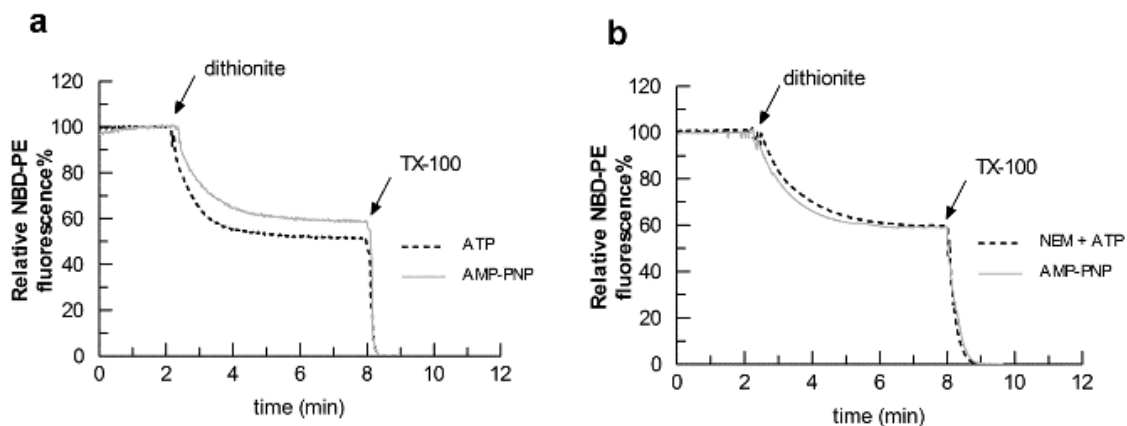 a
dithionite
120
100
80
60
40
20
0
Relative NBD-PE
fluorescence%
TX-100
ATP
AMP-PNP
0 2 4 6 8 10 12
time (min)
b
dithionite
120
100
80
60
40
20
0
Relative NBD-PE
fluorescence%
TX-100
NEM + ATP
AMP-PNP
0 2 4 6 8 10 12
time (min)